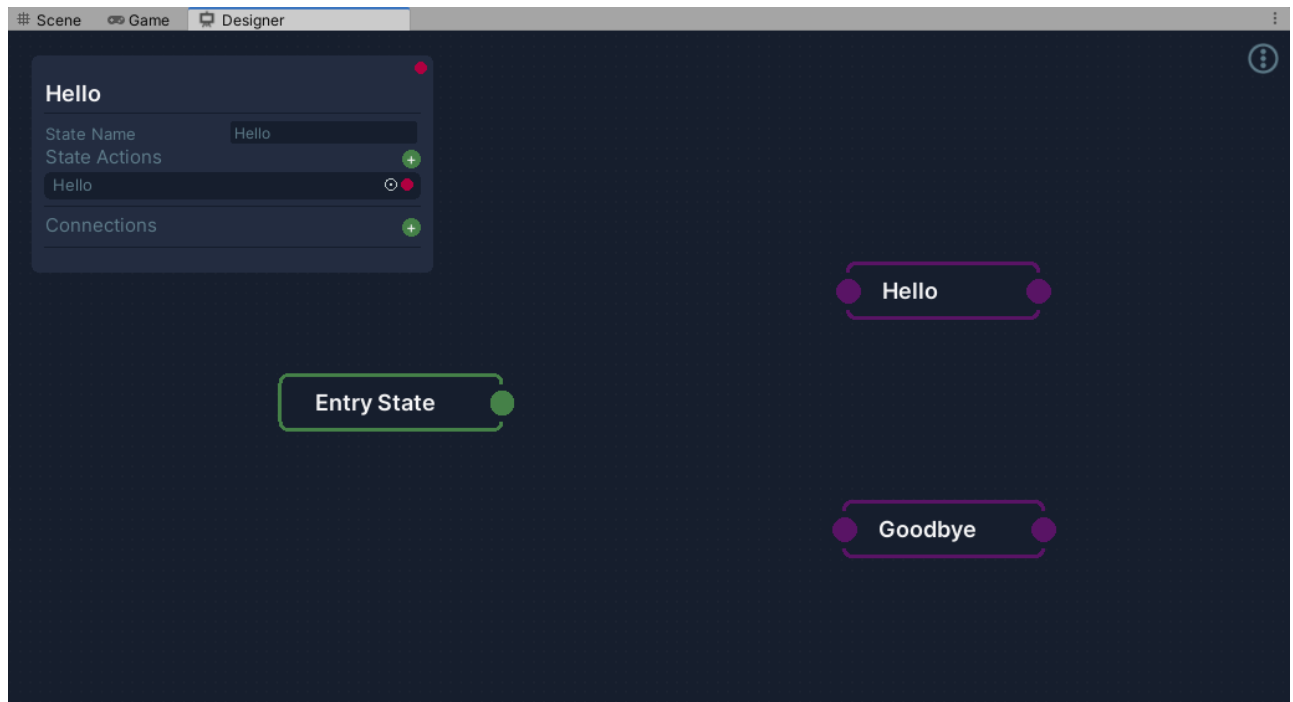 Scene Game Designer
Hello
State Name Hello
State Actions
Hello
Connections
Hello
Entry State
Goodbye